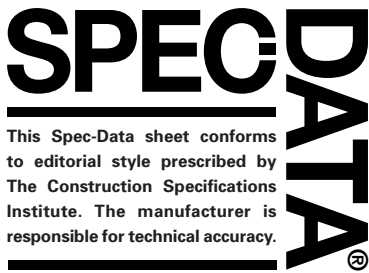 SPEC-DATA®
This Spec-Data sheet conforms
to editorial style prescribed by
The Construction Specifications
Institute. The manufacturer is
responsible for technical accuracy.